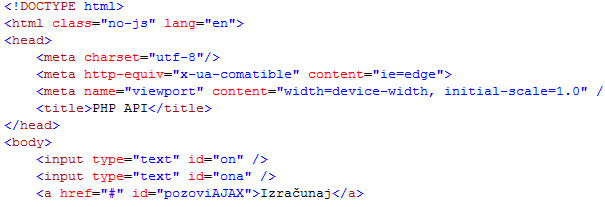 <!DOCTYPE html>
<html class="no-js" lang="en">
<head>
<meta charset="utf-8"/>
<meta http-equiv="x-ua-comatible" content="ie=edge">
<meta name="viewport" content="width=device-width, initial-scale=1.0" /
<title>PHP API</title>
</head>
<body>
<input type="text" id="on" />
<input type="text" id="ona" />
<a href="#" id="pozoviAJAX">Izračunaj</a>